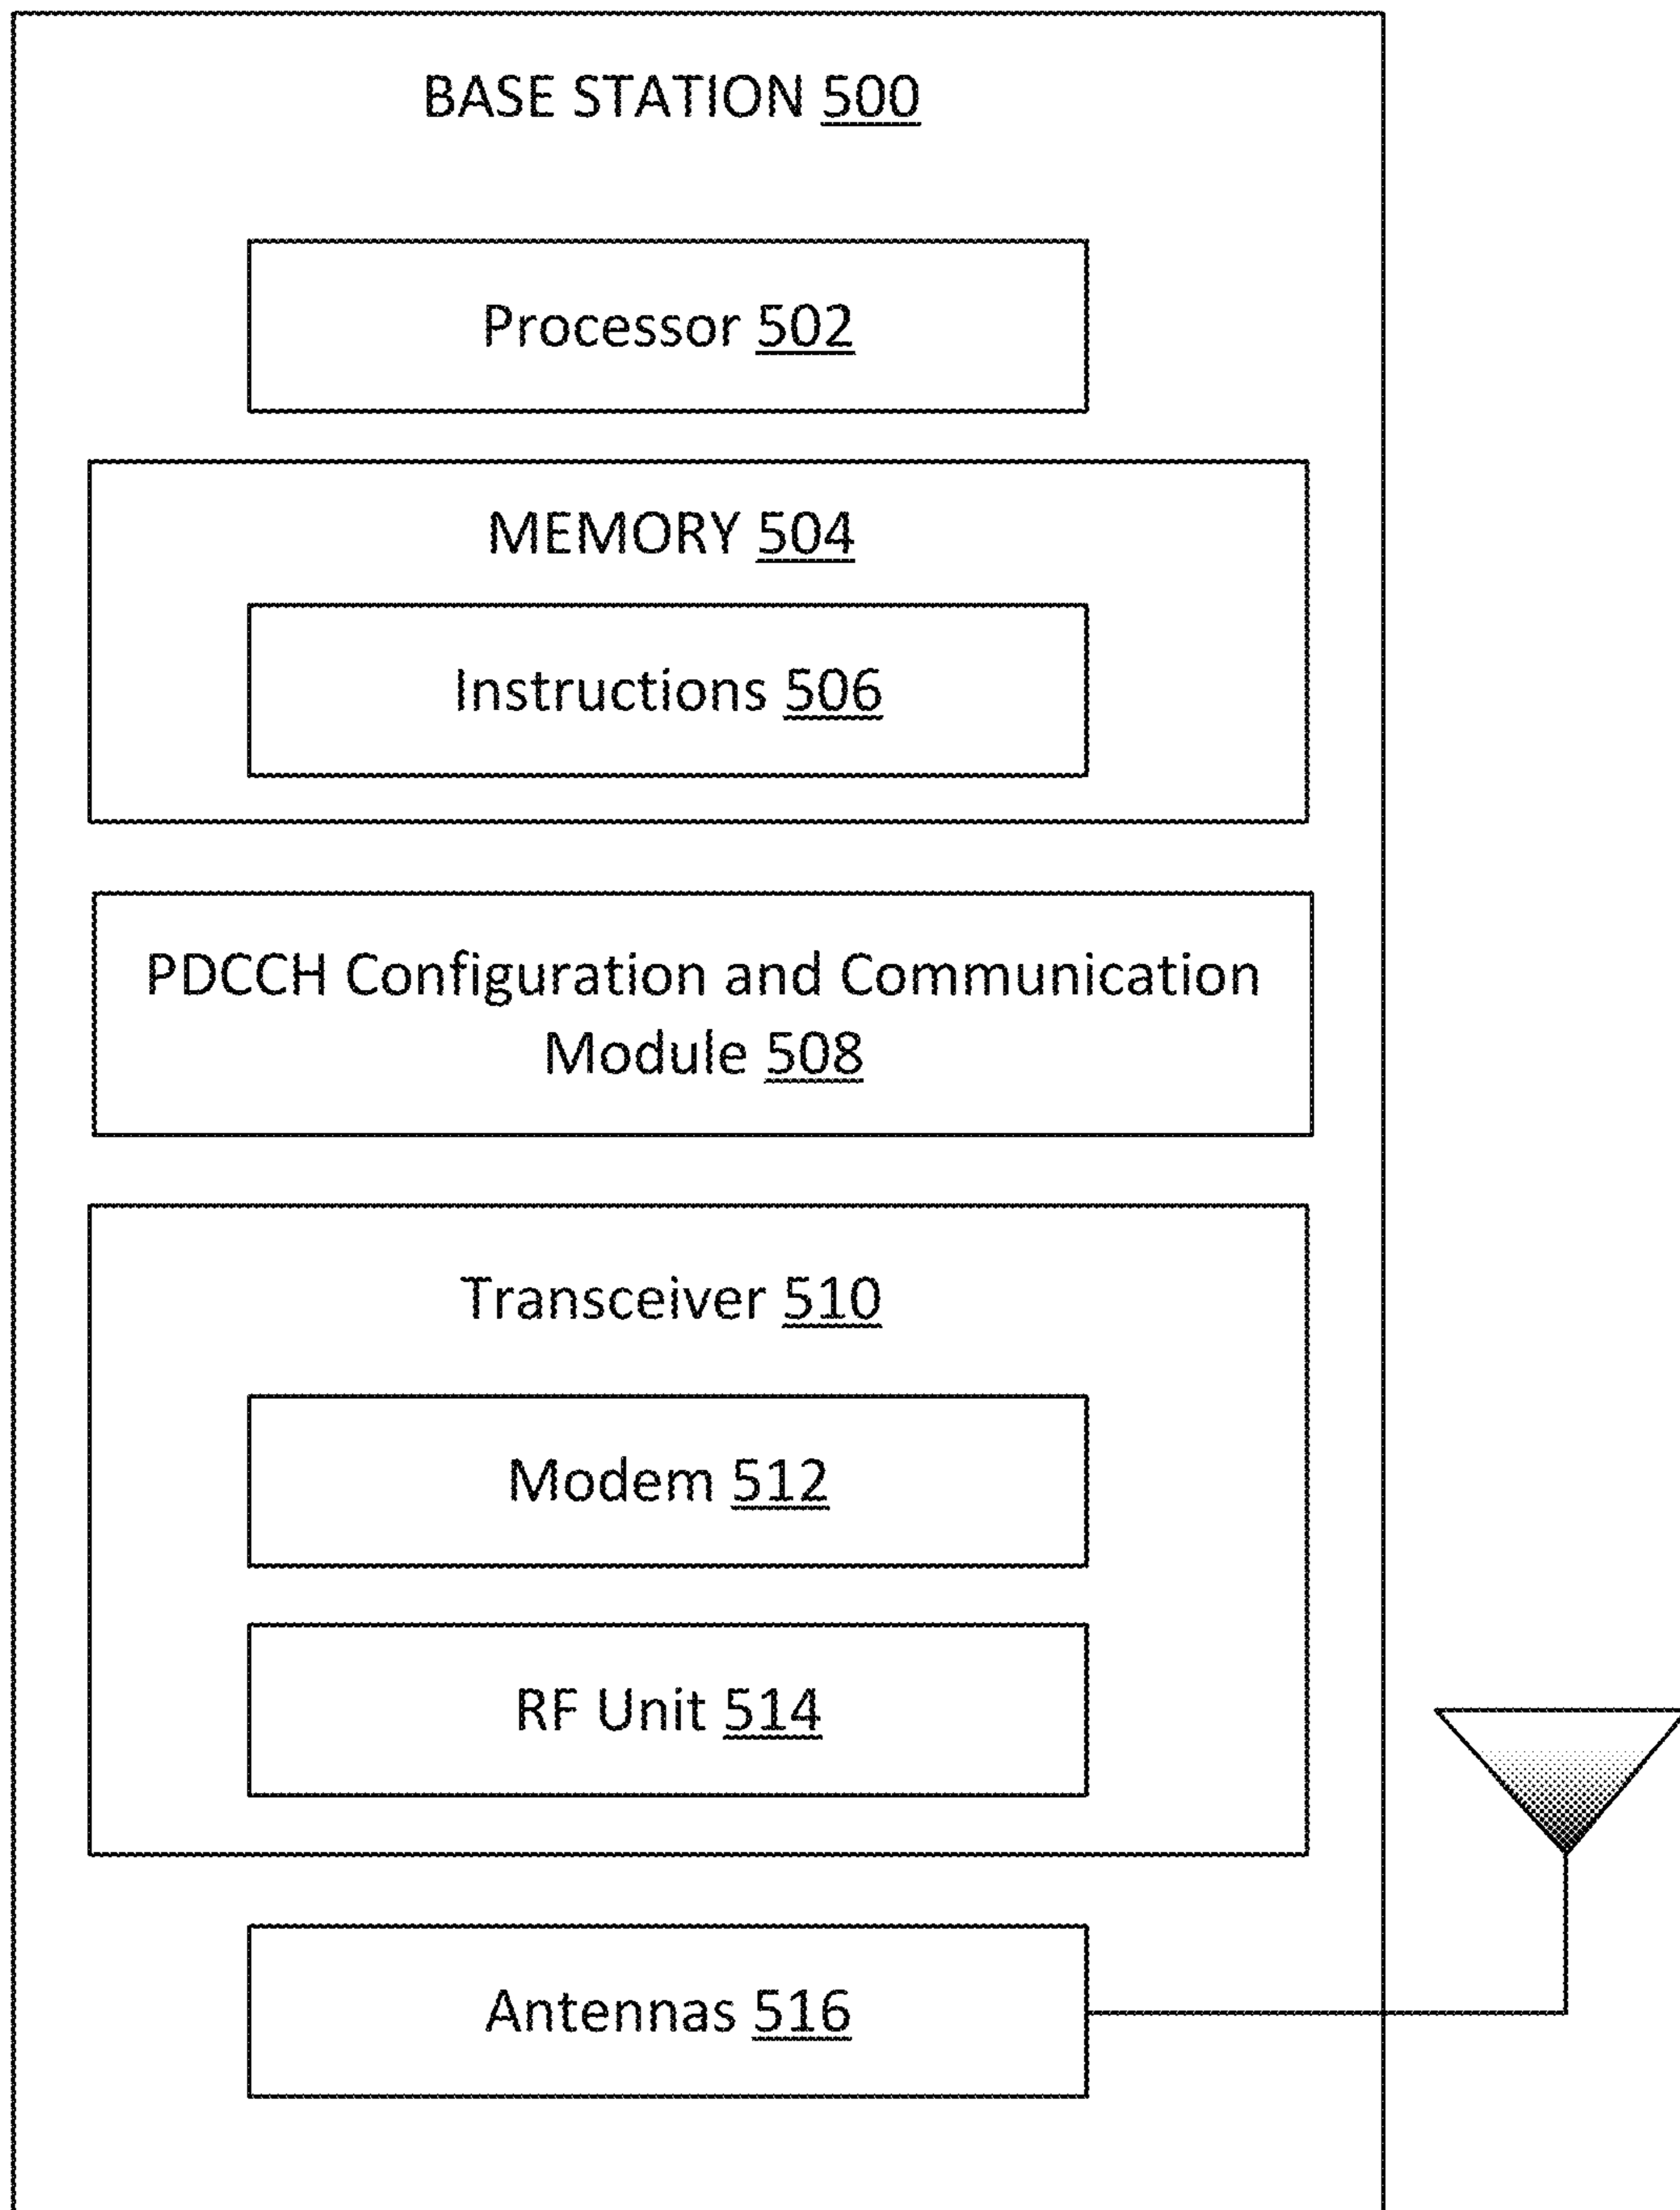 BASE STATION 500
Processor 502
MEMORY 504
Instructions 506
PDCCH Configuration and Communication
Module 508
Transceiver 510
Modem 512
RF Unit 514
Antennas 516